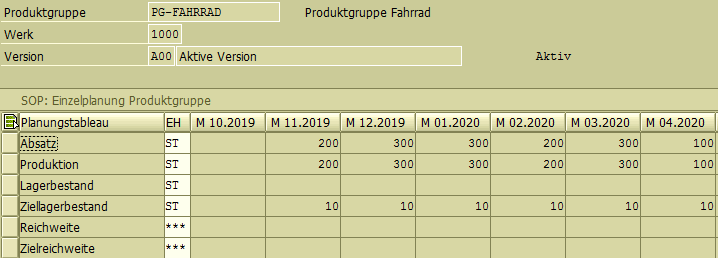 Produktgruppe PG-FAHRRAD Produktgruppe Fahrrad
Werk 1000
Version A00 Aktive Version Aktiv
SOP: Einzelplanung Produktgruppe
Planungstableau EH M 10.2019 M 11.2019 M 12.2019 M 01.2020 M 02.2020 M 03.2020 M 04.2020
Absatz ST 200 300 300 200 300 100
Produktion ST 200 300 300 200 300 100
Lagerbestand ST
Ziellagerbestand ST 10 10 10 10 10 10
Reichweite ***
Zielreichweite ***